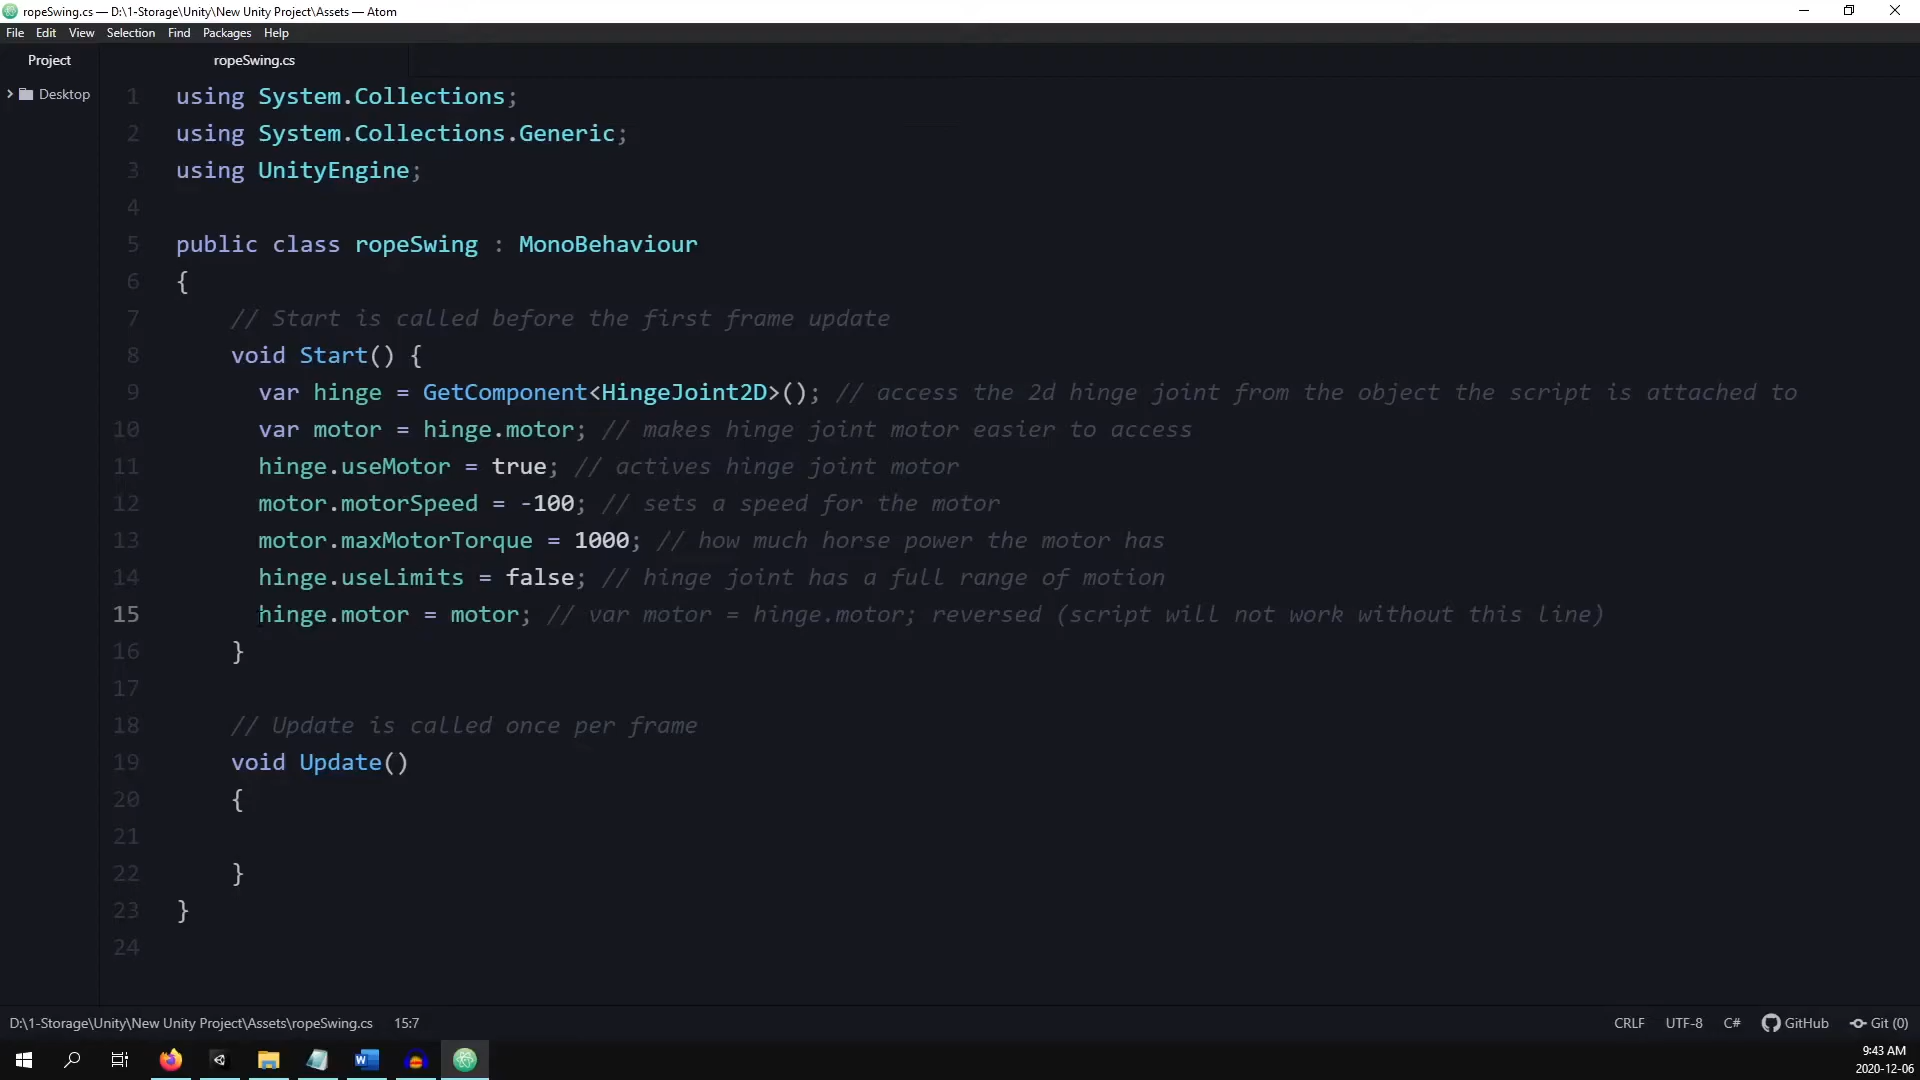 ropeSwing.cs — D:\1-Storage\Unity\New Unity Project\Assets — Atom
File Edit View Selection Find Packages Help
Project
ropeSwing.cs
Desktop
1 using System.Collections;
2 using System.Collections.Generic;
3 using UnityEngine;
4
5 public class ropeSwing : MonoBehaviour
6 {
7 // Start is called before the first frame update
8 void Start() {
9 var hinge = GetComponent<HingeJoint2D>(); // access the 2d hinge joint from the object the script is attached to
10 var motor = hinge.motor; // makes hinge joint motor easier to access
11 hinge.useMotor = true; // actives hinge joint motor
12 motor.motorSpeed = -100; // sets a speed for the motor
13 motor.maxMotorTorque = 1000; // how much horse power the motor has
14 hinge.useLimits = false; // hinge joint has a full range of motion
15 hinge.motor = motor; // var motor = hinge.motor; reversed (script will not work without this line)
16 }
17
18 // Update is called once per frame
19 void Update()
20 {
21
22 }
23 }
24
D:\1-Storage\Unity\New Unity Project\Assets\ropeSwing.cs 15:7 CRLF UTF-8 C# GitHub Git (0)
9:43 AM
2020-12-06